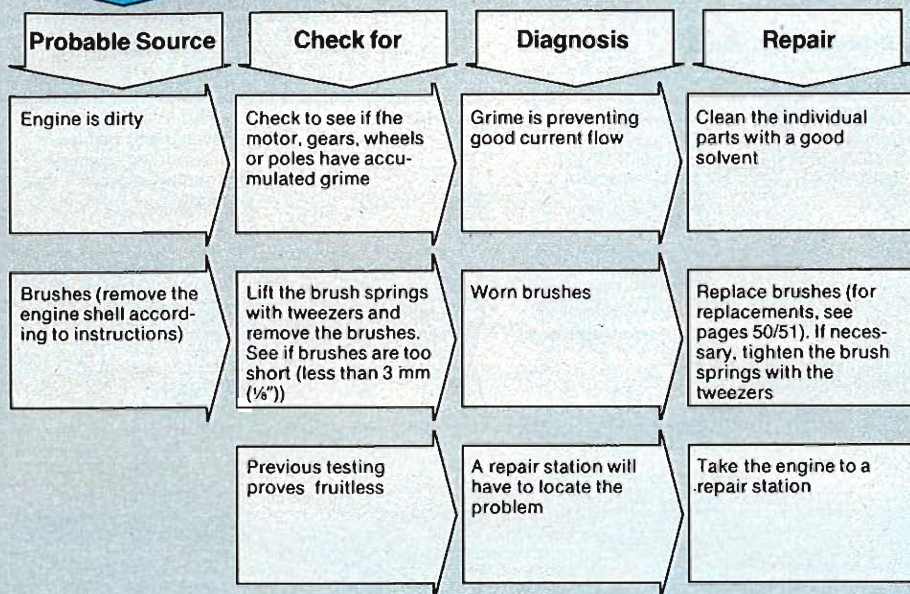 Probable Source
Check for
Diagnosis
Repair
Engine is dirty
Check to see if the
motor, gears, wheels
or poles have accu-
mulated grime
Grime is preventing
good current flow
Clean the individual
parts with a good
solvent
Brushes (remove the
engine shell accord-
ing to instructions)
Lift the brush springs
with tweezers and
remove the brushes.
See if brushes are too
short (less than 3 mm
(⅛"))
Worn brushes
Replace brushes (for
replacements, see
pages 50/51). If neces-
sary, tighten the brush
springs with the
tweezers
Previous testing
proves fruitless
A repair station will
have to locate the
problem
Take the engine to a
repair station